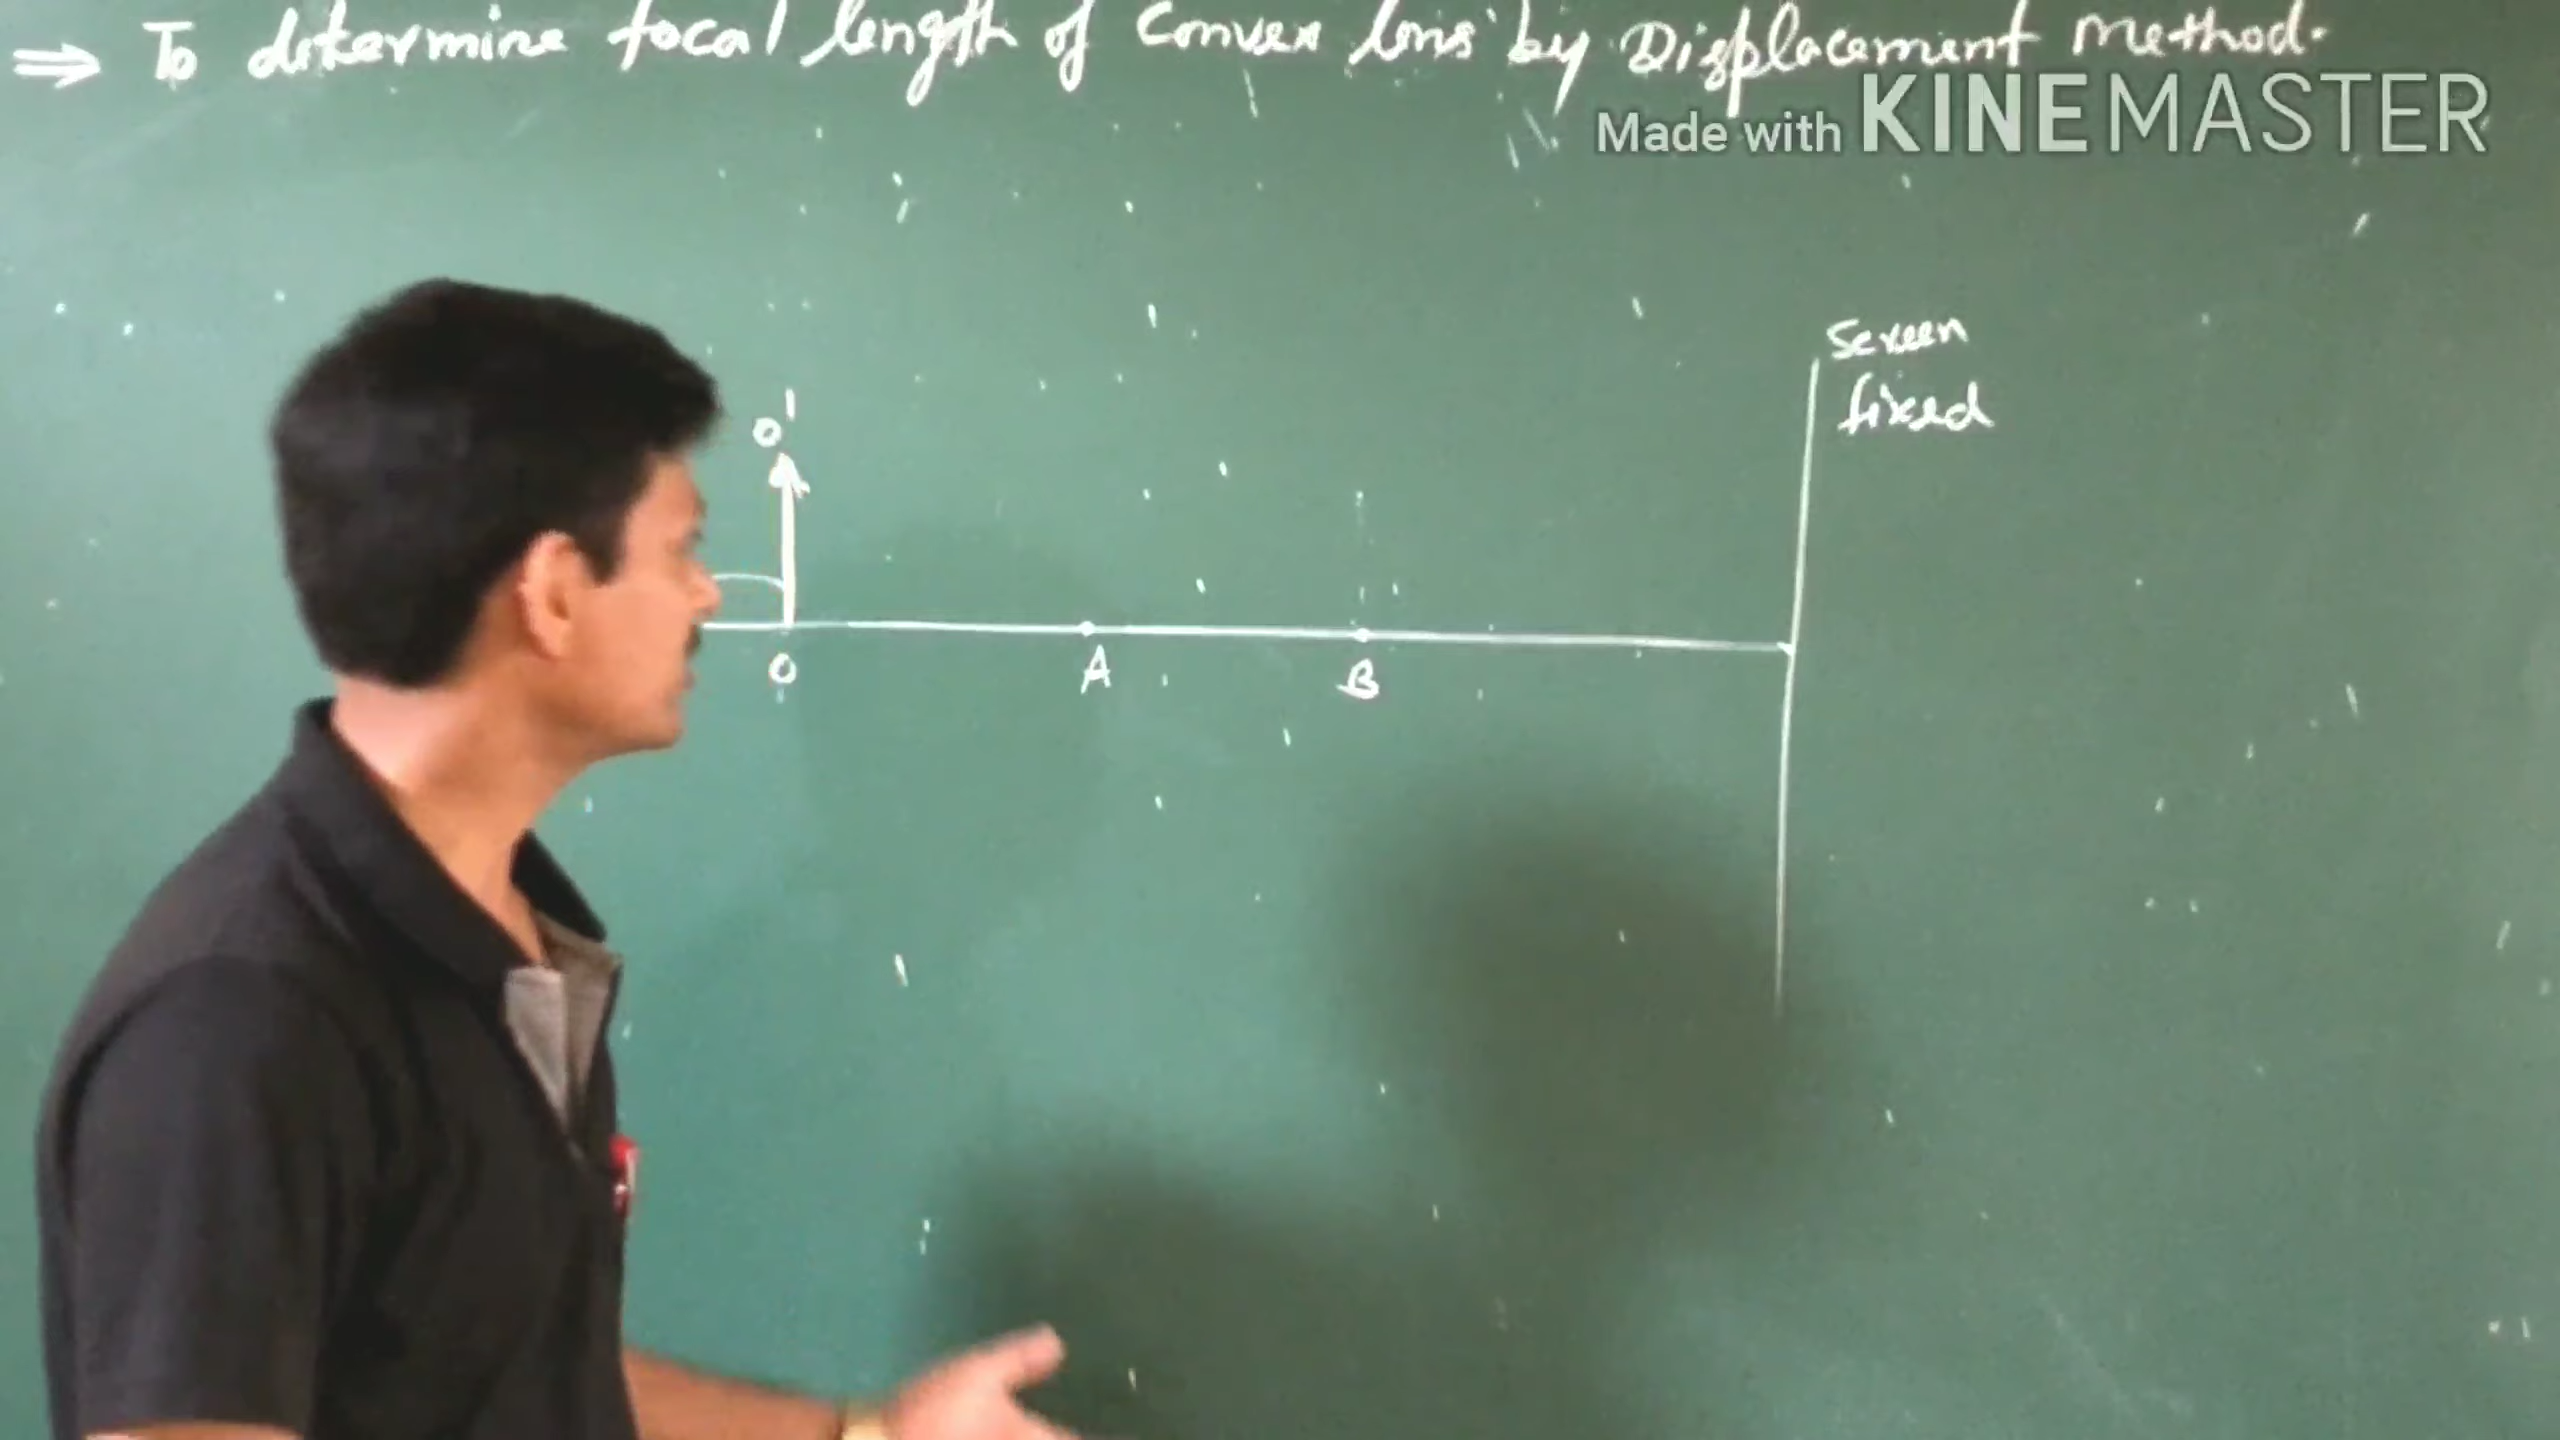 ⇒ To determine focal length of Convex lens by Displacement Method.
Made with KINEMASTER
Screen
fixed
O'
O
A
B